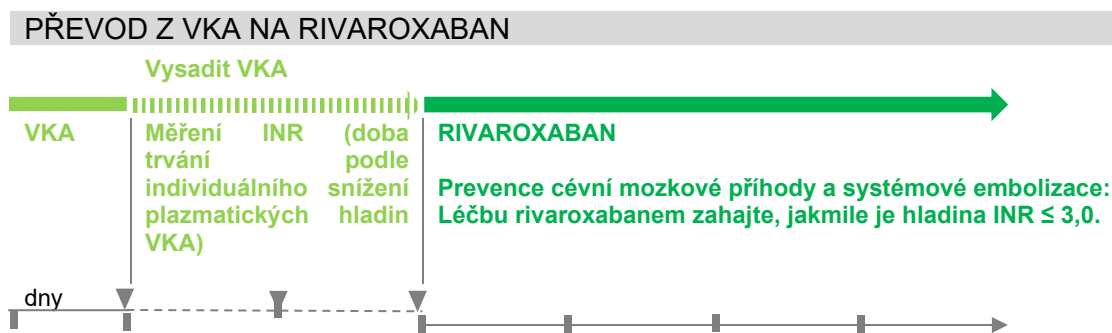 PŘEVOD Z VKA NA RIVAROXABAN
Vysadit VKA
VKA
Měření INR (doba
trvání podle
individuálního snížení
plazmatických hladin
VKA)
RIVAROXABAN
Prevence cévní mozkové příhody a systémové embolizace:
Léčbu rivaroxabanem zahajte, jakmile je hladina INR ≤ 3,0.
dny